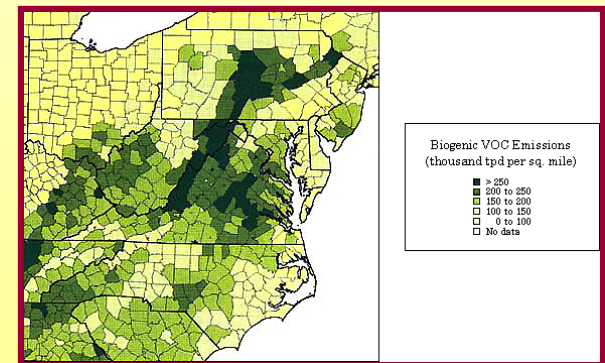 Biogenic VOC Emissions
(thousand tpd per sq. mile)
> 250
200 to 250
150 to 200
100 to 150
0 to 100
No data